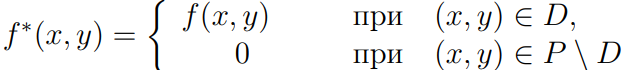 f*(x, y) = { f(x, y) при (x, y) ∈ D,
0 при (x, y) ∈ P \ D